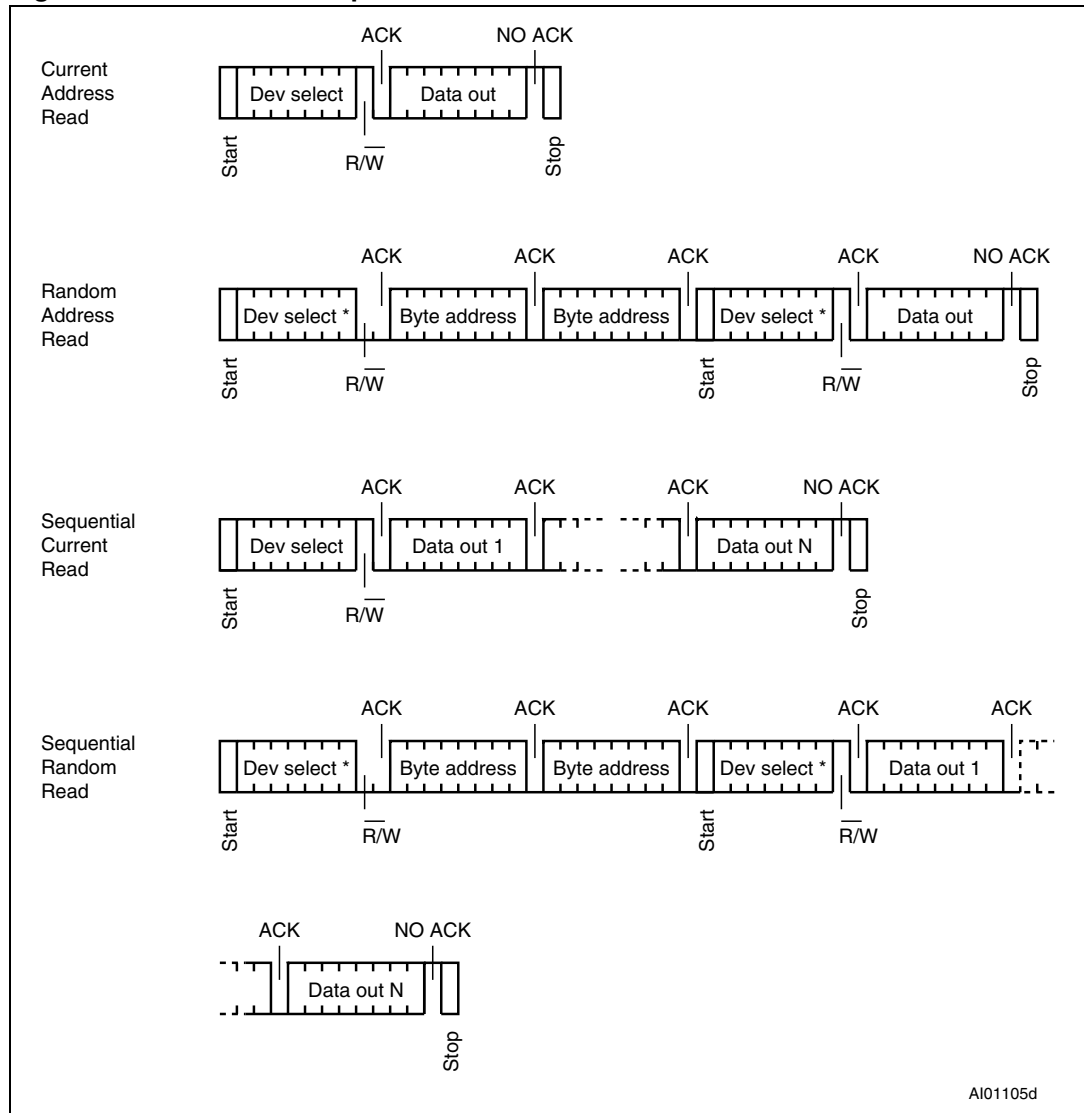 ACK NO ACK
Current
Address
Read
Dev select Data out
Start R/W̅ Stop
ACK ACK ACK ACK NO ACK
Random
Address
Read
Dev select * Byte address Byte address Dev select * Data out
Start R/W̅ Start R/W̅ Stop
ACK ACK ACK NO ACK
Sequential
Current
Read
Dev select Data out 1 Data out N
Start R/W̅ Stop
ACK ACK ACK ACK ACK
Sequential
Random
Read
Dev select * Byte address Byte address Dev select * Data out 1
Start R̅/W Start R̅/W
ACK NO ACK
Data out N
Stop
AI01105d